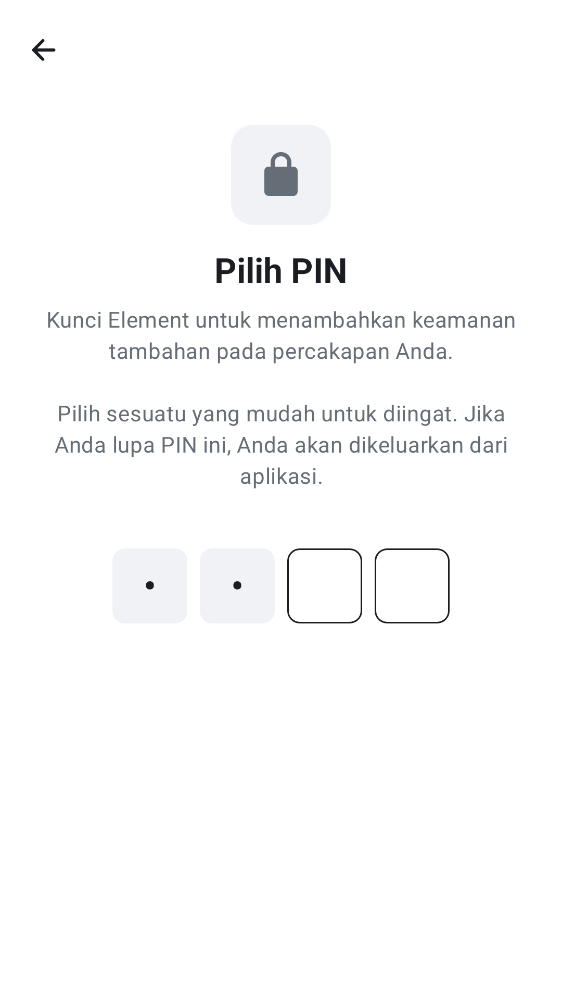 Pilih PIN
Kunci Element untuk menambahkan keamanan
tambahan pada percakapan Anda.
Pilih sesuatu yang mudah untuk diingat. Jika
Anda lupa PIN ini, Anda akan dikeluarkan dari
aplikasi.